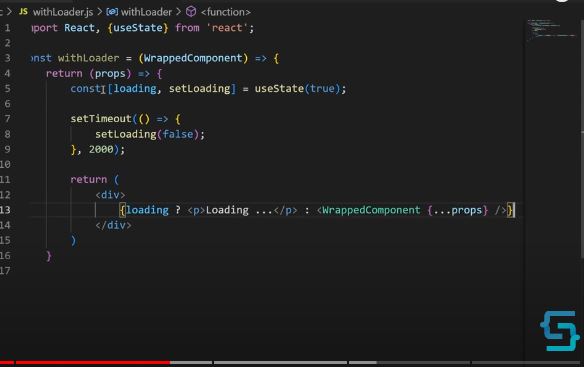 JS withLoader.js > withLoader > <function>
1 import React, {useState} from 'react';
2
3 onst withLoader = (WrappedComponent) => {
4 return (props) => {
5 const [loading, setLoading] = useState(true);
6
7 setTimeout(() => {
8 setLoading(false);
9 }, 2000);
10
11 return (
12 <div>
13 {loading ? <p>Loading ...</p> : <WrappedComponent {...props} />}
14 </div>
15 )
16 }
17